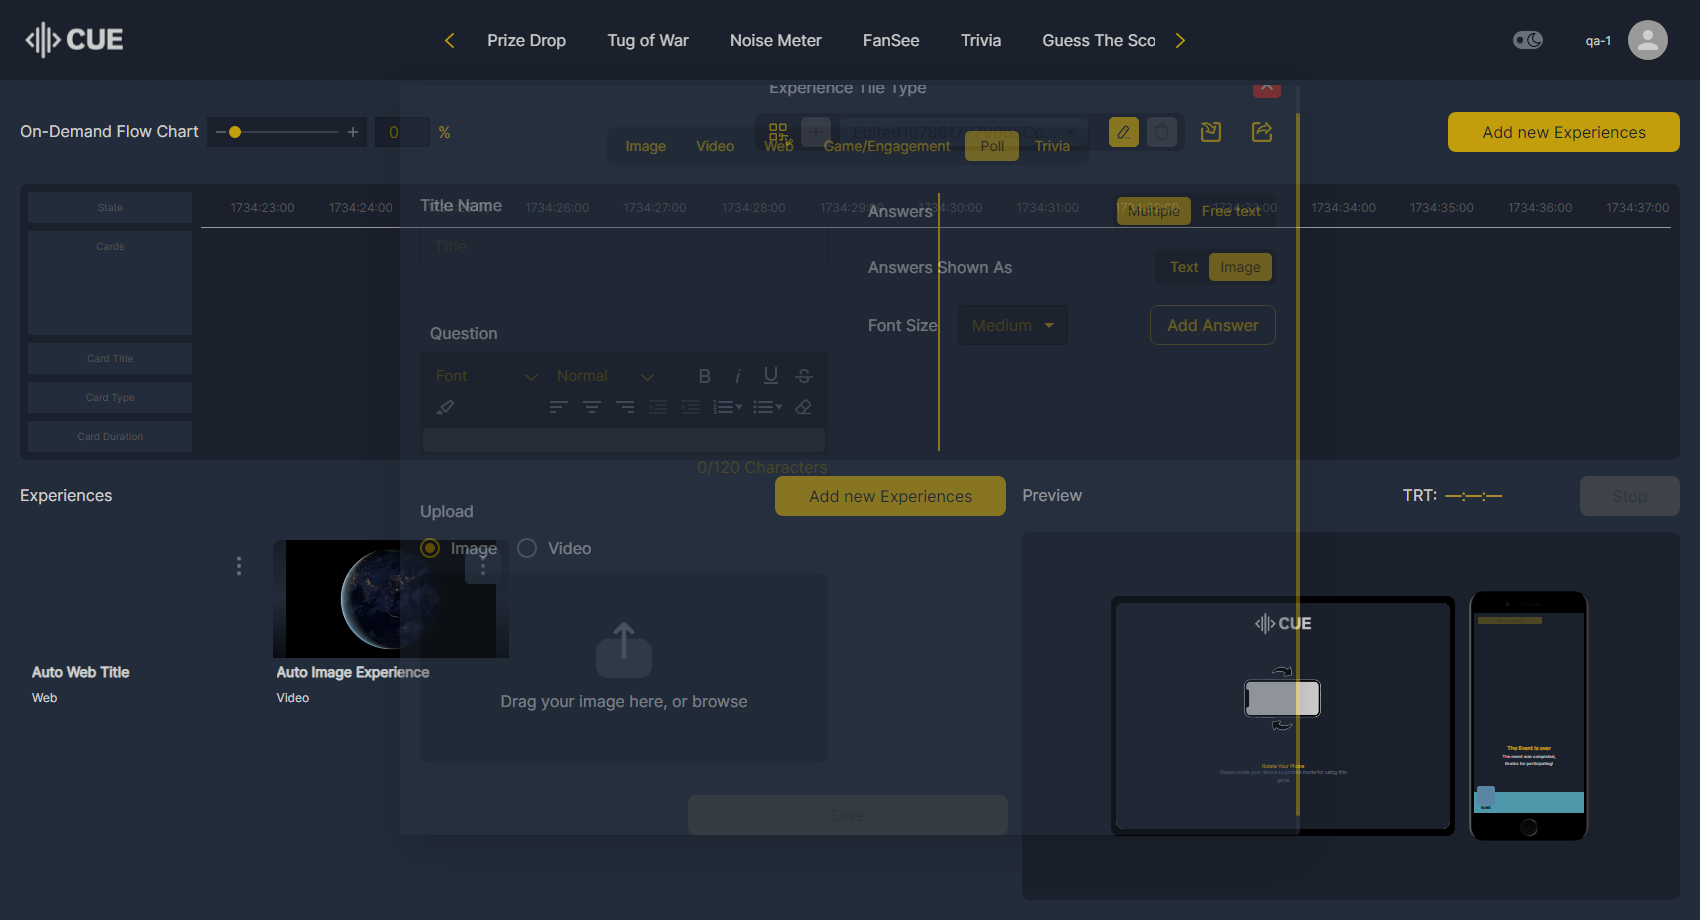 CUE
Prize Drop
Tug of War
Noise Meter
FanSee
Trivia
Guess The Sco
qa-1
On-Demand Flow Chart
0
%
Experience Tile Type
Add new Experiences
Image
Video
Web
Game/Engagement
Poll
Trivia
State
1734:23:00
1734:24:00
1734:26:00
1734:27:00
1734:28:00
1734:29:00
1734:30:00
1734:31:00
1734:34:00
1734:35:00
1734:36:00
1734:37:00
Cards
Card Title
Card Type
Card Duration
Title Name
Title
Answers
Multiple
Free text
Answers Shown As
Text
Image
Font Size
Medium
Add Answer
Question
Font
Normal
0/120 Characters
Experiences
Add new Experiences
Preview
TRT: —:—:—
Stop
Upload
Image
Video
Drag your image here, or browse
Auto Web Title
Web
Auto Image Experience
Video
Save
CUE
Rotate Your Phone
Please rotate your device to portrait mode for using this
game
The Event is over
The event was completed,
thanks for participating!
HOME